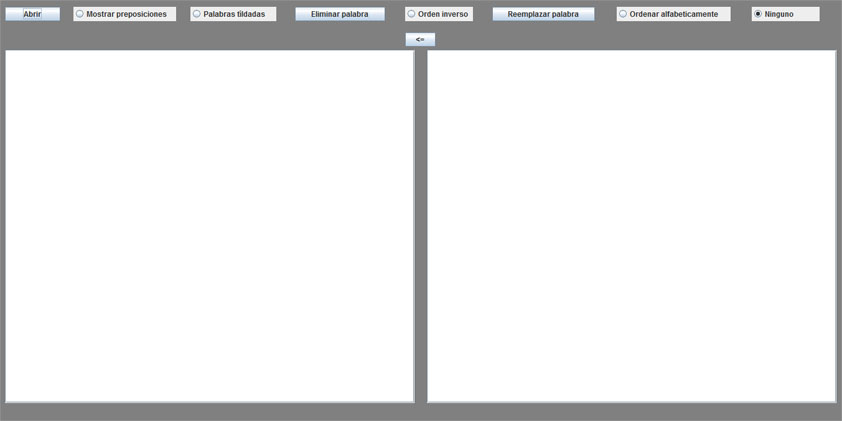 Abrir Mostrar preposiciones Palabras tildadas Eliminar palabra Orden inverso Reemplazar palabra Ordenar alfabeticamente Ninguno
<=